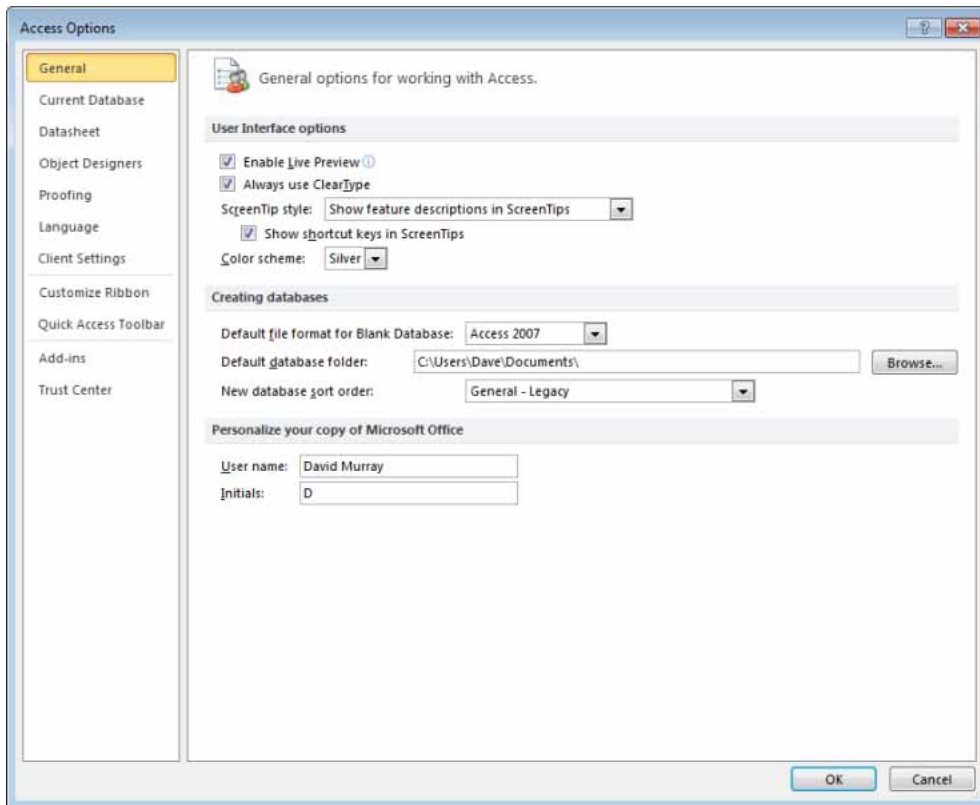 Access Options
General
Current Database
Datasheet
Object Designers
Proofing
Language
Client Settings
Customize Ribbon
Quick Access Toolbar
Add-ins
Trust Center
General options for working with Access.
User Interface options
Enable Live Preview
Always use ClearType
ScreenTip style: Show feature descriptions in ScreenTips
Show shortcut keys in ScreenTips
Color scheme: Silver
Creating databases
Default file format for Blank Database: Access 2007
Default database folder: C:\Users\Dave\Documents\ Browse...
New database sort order: General - Legacy
Personalize your copy of Microsoft Office
User name: David Murray
Initials: D
OK Cancel